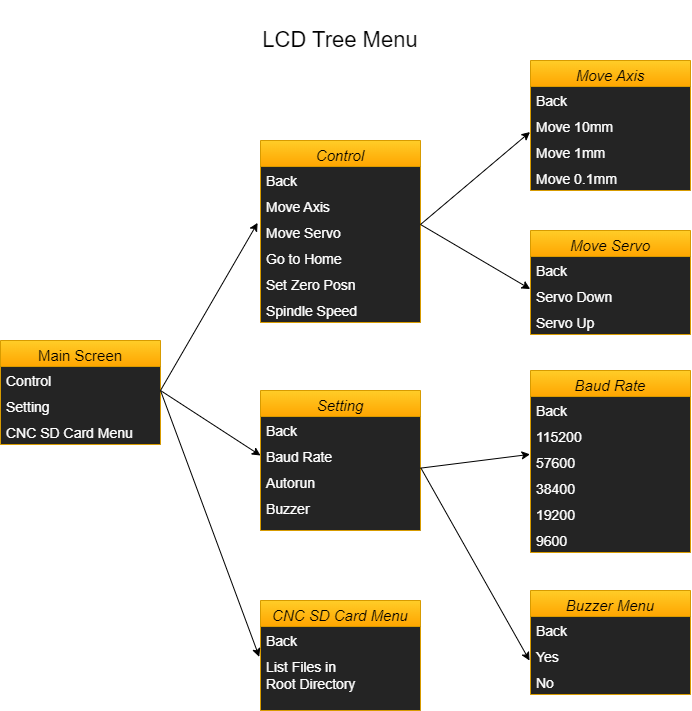 LCD Tree Menu
Main Screen
Control
Setting
CNC SD Card Menu
Control
Back
Move Axis
Move Servo
Go to Home
Set Zero Posn
Spindle Speed
Setting
Back
Baud Rate
Autorun
Buzzer
CNC SD Card Menu
Back
List Files in
Root Directory
Move Axis
Back
Move 10mm
Move 1mm
Move 0.1mm
Move Servo
Back
Servo Down
Servo Up
Baud Rate
Back
115200
57600
38400
19200
9600
Buzzer Menu
Back
Yes
No